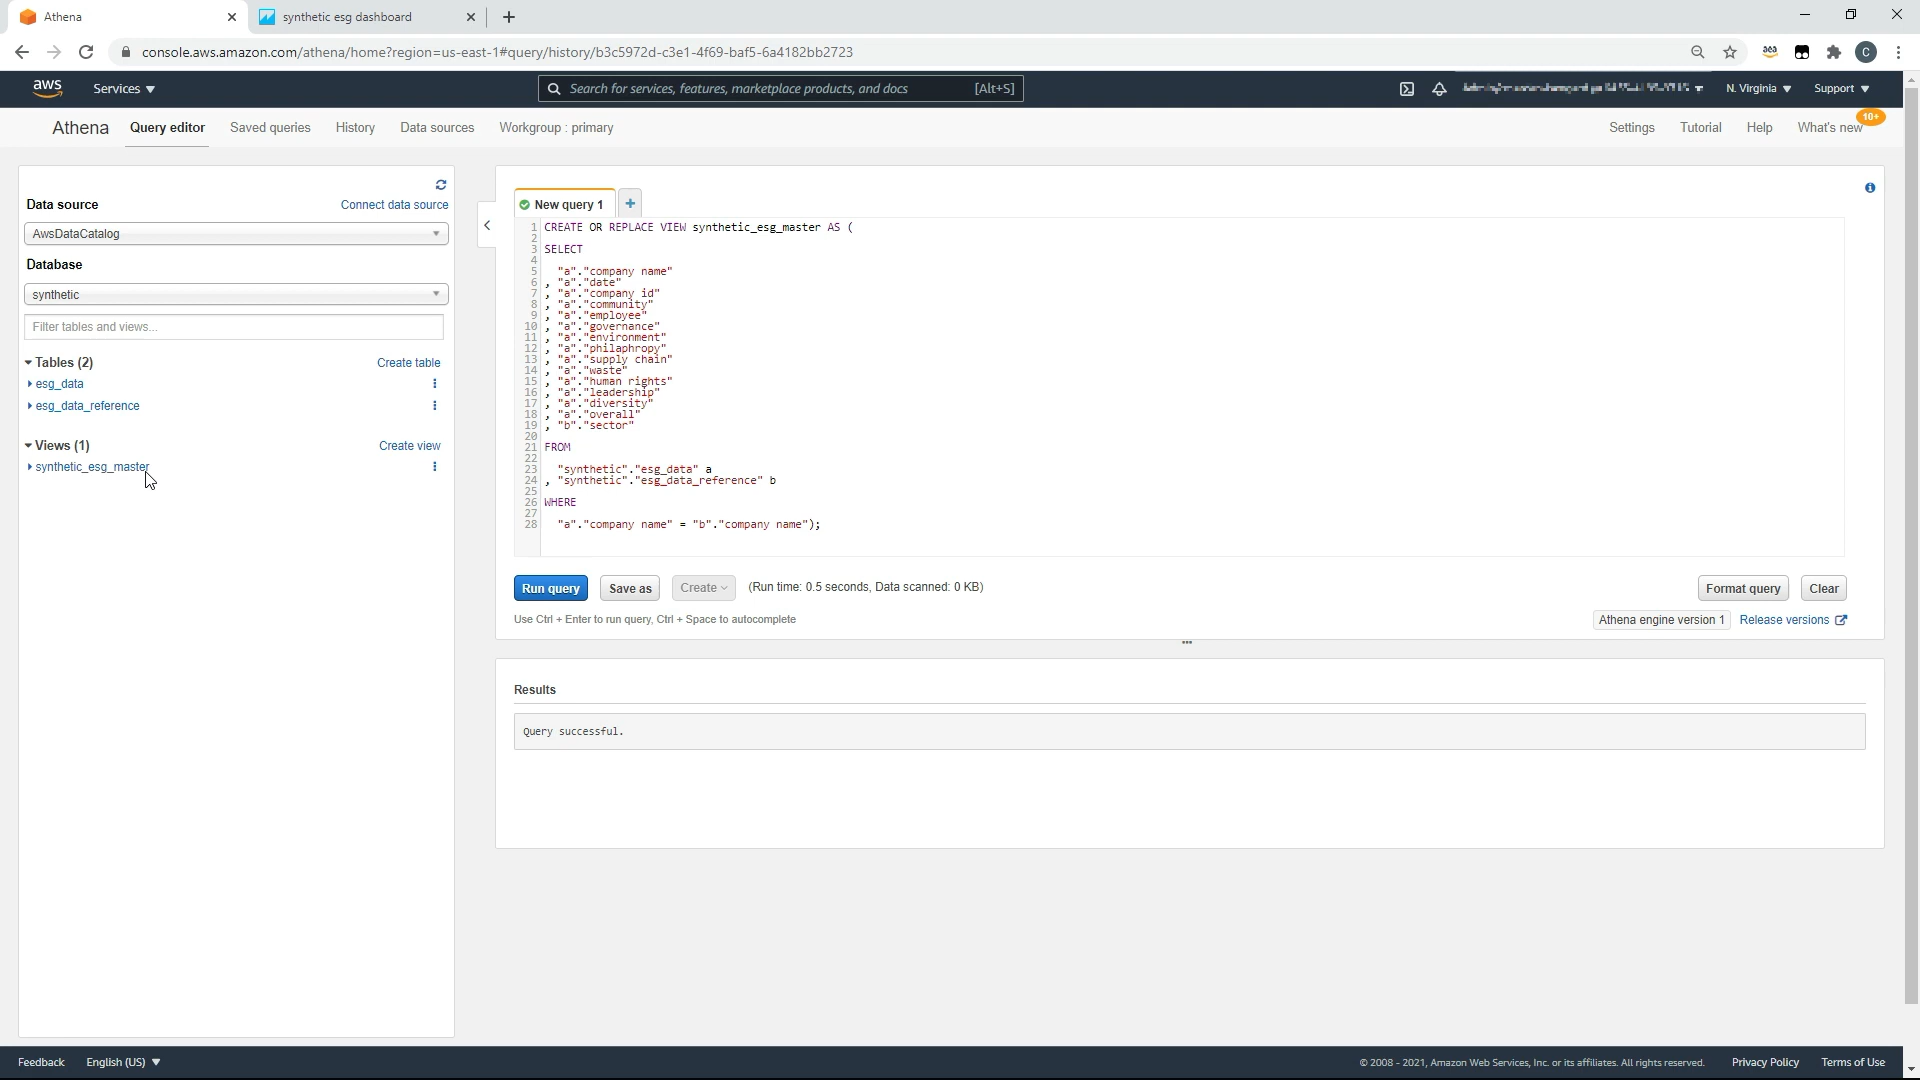 Athena
synthetic esg dashboard
console.aws.amazon.com/athena/home?region=us-east-1#query/history/b3c5972d-c3e1-4f69-baf5-6a4182bb2723
C
aws
Services
Search for services, features, marketplace products, and docs [Alt+S]
N. Virginia
Support
Athena
Query editor
Saved queries
History
Data sources
Workgroup : primary
Settings
Tutorial
Help
What's new
10+
Data source
Connect data source
AwsDataCatalog
Database
synthetic
Filter tables and views...
Tables (2)
Create table
esg_data
esg_data_reference
Views (1)
Create view
synthetic_esg_master
New query 1
1 CREATE OR REPLACE VIEW synthetic_esg_master AS (
2
3 SELECT
4
5 "a"."company name"
6 , "a"."date"
7 , "a"."company id"
8 , "a"."community"
9 , "a"."employee"
10 , "a"."governance"
11 , "a"."environment"
12 , "a"."philaphropy"
13 , "a"."supply chain"
14 , "a"."waste"
15 , "a"."human rights"
16 , "a"."leadership"
17 , "a"."diversity"
18 , "a"."overall"
19 , "b"."sector"
20
21 FROM
22
23 "synthetic"."esg_data" a
24 , "synthetic"."esg_data_reference" b
25
26 WHERE
27
28 "a"."company name" = "b"."company name");
Run query
Save as
Create
(Run time: 0.5 seconds, Data scanned: 0 KB)
Format query
Clear
Use Ctrl + Enter to run query, Ctrl + Space to autocomplete
Athena engine version 1
Release versions
Results
Query successful.
Feedback
English (US)
© 2008 - 2021, Amazon Web Services, Inc. or its affiliates. All rights reserved.
Privacy Policy
Terms of Use